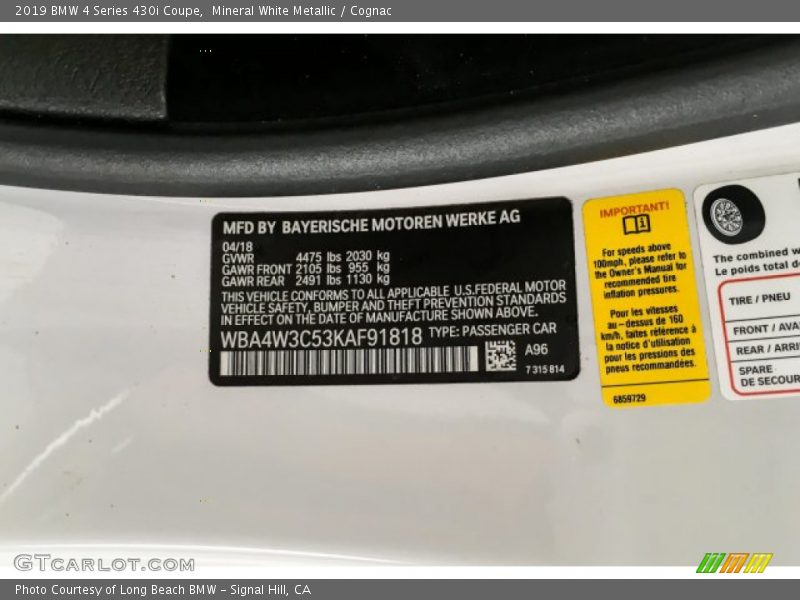 2019 BMW 4 Series 430i Coupe,  Mineral White Metallic / Cognac
MFD BY BAYERISCHE MOTOREN WERKE AG
04/18
GVWR 4475 lbs 2030 kg
GAWR FRONT 2105 lbs 955 kg
GAWR REAR 2491 lbs 1130 kg
THIS VEHICLE CONFORMS TO ALL APPLICABLE U.S.FEDERAL MOTOR
VEHICLE SAFETY, BUMPER AND THEFT PREVENTION STANDARDS
IN EFFECT ON THE DATE OF MANUFACTURE SHOWN ABOVE.
WBA4W3C53KAF91818 TYPE: PASSENGER CAR
A96
7 315 814
IMPORTANT!
For speeds above
100mph, please refer to
the Owner's Manual for
recommended tire
inflation pressures.
Pour les vitesses
au-dessus de 160
km/h, faites référence à
la notice d'utilisation
pour les pressions des
pneus recommandées.
6859729
The combined w
Le poids total d
TIRE / PNEU
FRONT / AVA
REAR / ARRI
SPARE
DE SECOUR
GTCARLOT.COM
Photo Courtesy of Long Beach BMW - Signal Hill, CA